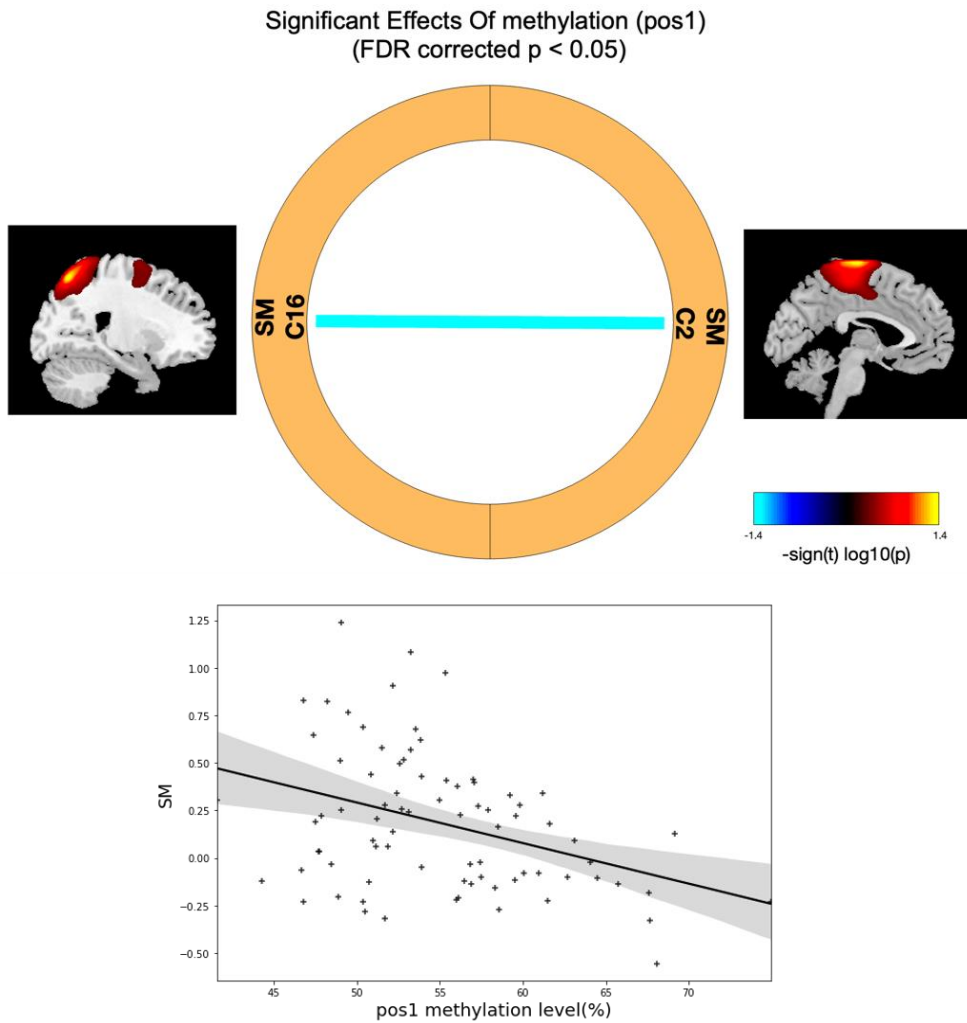 Significant Effects Of methylation (pos1)
(FDR corrected p < 0.05)
SM
C16
C2
SM
-1.4
1.4
-sign(t) log10(p)
1.25
1.00
0.75
0.50
0.25
0.00
-0.25
-0.50
SM
45
50
55
60
65
70
pos1 methylation level(%)